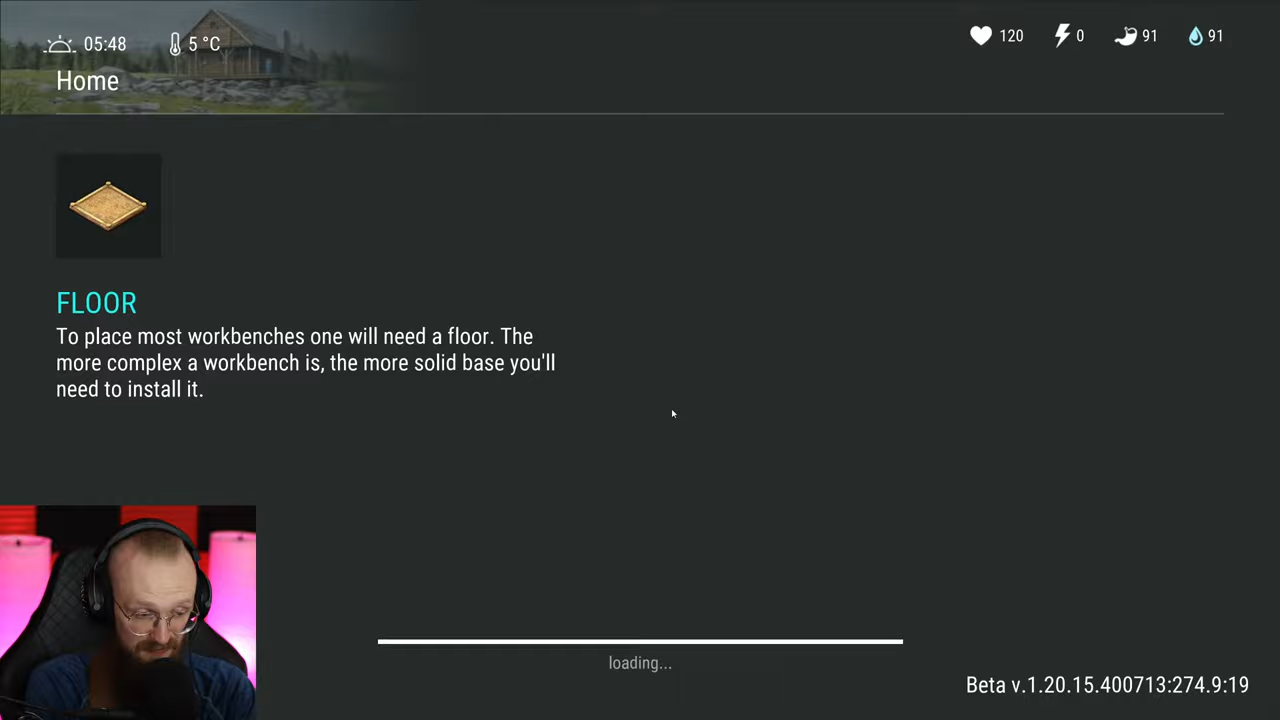 05:48
5 °C
120
0
91
91
Home
FLOOR
To place most workbenches one will need a floor. The
more complex a workbench is, the more solid base you'll
need to install it.
loading...
Beta v.1.20.15.400713:274.9:19